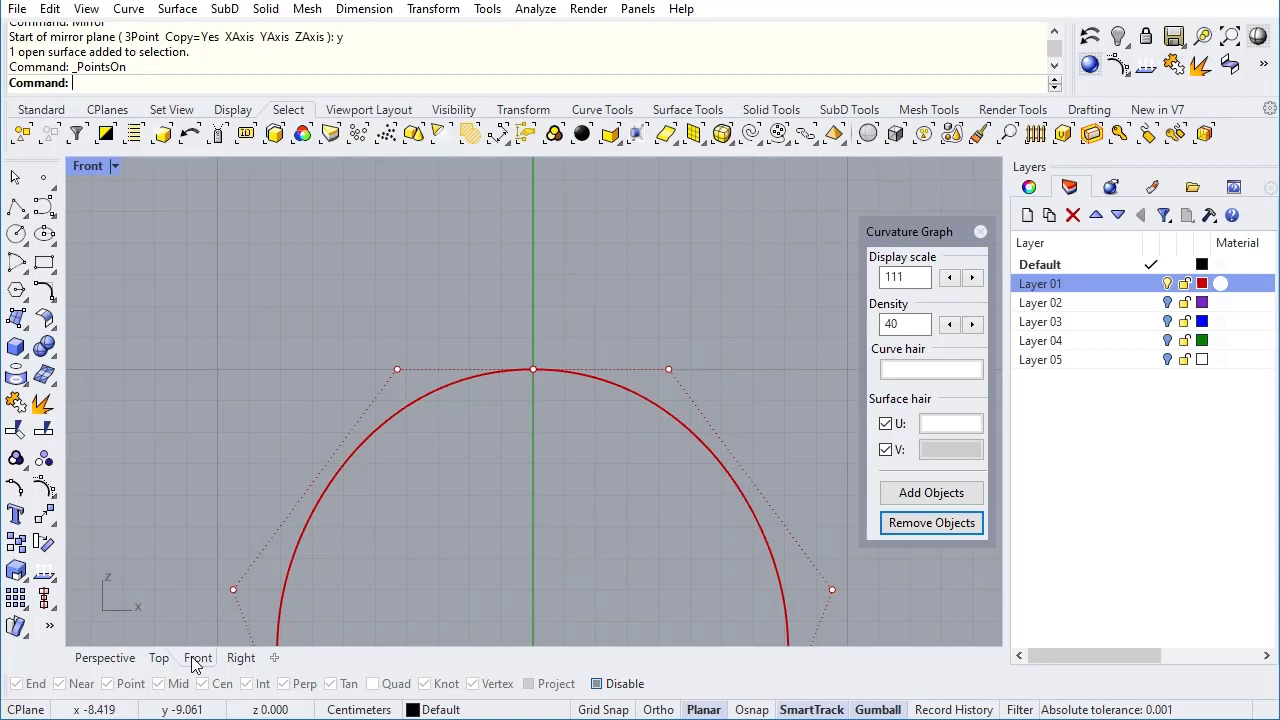 File Edit View Curve Surface SubD Solid Mesh Dimension Transform Tools Analyze Render Panels Help
Start of mirror plane ( 3Point Copy=Yes XAxis YAxis ZAxis ): y
1 open surface added to selection.
Command: _PointsOn
Command:
Standard CPlanes Set View Display Select Viewport Layout Visibility Transform Curve Tools Surface Tools Solid Tools SubD Tools Mesh Tools Render Tools Drafting New in V7
Front
Layers
Layer Material
Default
Layer 01
Layer 02
Layer 03
Layer 04
Layer 05
Curvature Graph
Display scale
111
Density
40
Curve hair
Surface hair
U:
V:
Add Objects
Remove Objects
z
x
Perspective Top Front Right
End Near Point Mid Cen Int Perp Tan Quad Knot Vertex Project Disable
CPlane x -8.419 y -9.061 z 0.000 Centimeters Default Grid Snap Ortho Planar Osnap SmartTrack Gumball Record History Filter Absolute tolerance: 0.001